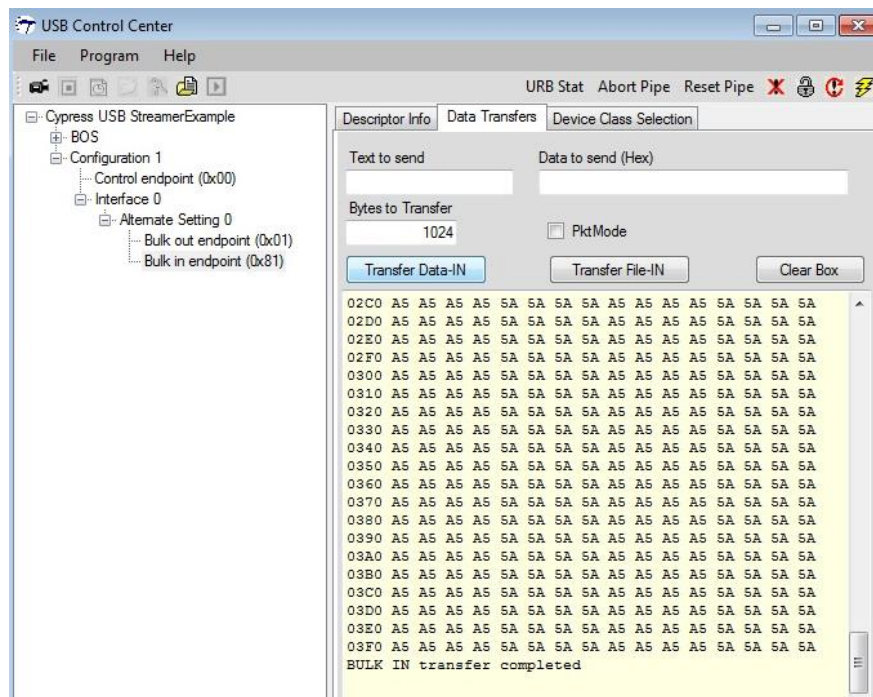 USB Control Center
File Program Help
URB Stat Abort Pipe Reset Pipe
Cypress USB StreamerExample
BOS
Configuration 1
Control endpoint (0x00)
Interface 0
Alternate Setting 0
Bulk out endpoint (0x01)
Bulk in endpoint (0x81)
Descriptor Info Data Transfers Device Class Selection
Text to send Data to send (Hex)
Bytes to Transfer
1024 PktMode
Transfer Data-IN Transfer File-IN Clear Box
02C0 A5 A5 A5 A5 5A 5A 5A 5A A5 A5 A5 A5 5A 5A 5A 5A
02D0 A5 A5 A5 A5 5A 5A 5A 5A A5 A5 A5 A5 5A 5A 5A 5A
02E0 A5 A5 A5 A5 5A 5A 5A 5A A5 A5 A5 A5 5A 5A 5A 5A
02F0 A5 A5 A5 A5 5A 5A 5A 5A A5 A5 A5 A5 5A 5A 5A 5A
0300 A5 A5 A5 A5 5A 5A 5A 5A A5 A5 A5 A5 5A 5A 5A 5A
0310 A5 A5 A5 A5 5A 5A 5A 5A A5 A5 A5 A5 5A 5A 5A 5A
0320 A5 A5 A5 A5 5A 5A 5A 5A A5 A5 A5 A5 5A 5A 5A 5A
0330 A5 A5 A5 A5 5A 5A 5A 5A A5 A5 A5 A5 5A 5A 5A 5A
0340 A5 A5 A5 A5 5A 5A 5A 5A A5 A5 A5 A5 5A 5A 5A 5A
0350 A5 A5 A5 A5 5A 5A 5A 5A A5 A5 A5 A5 5A 5A 5A 5A
0360 A5 A5 A5 A5 5A 5A 5A 5A A5 A5 A5 A5 5A 5A 5A 5A
0370 A5 A5 A5 A5 5A 5A 5A 5A A5 A5 A5 A5 5A 5A 5A 5A
0380 A5 A5 A5 A5 5A 5A 5A 5A A5 A5 A5 A5 5A 5A 5A 5A
0390 A5 A5 A5 A5 5A 5A 5A 5A A5 A5 A5 A5 5A 5A 5A 5A
03A0 A5 A5 A5 A5 5A 5A 5A 5A A5 A5 A5 A5 5A 5A 5A 5A
03B0 A5 A5 A5 A5 5A 5A 5A 5A A5 A5 A5 A5 5A 5A 5A 5A
03C0 A5 A5 A5 A5 5A 5A 5A 5A A5 A5 A5 A5 5A 5A 5A 5A
03D0 A5 A5 A5 A5 5A 5A 5A 5A A5 A5 A5 A5 5A 5A 5A 5A
03E0 A5 A5 A5 A5 5A 5A 5A 5A A5 A5 A5 A5 5A 5A 5A 5A
03F0 A5 A5 A5 A5 5A 5A 5A 5A A5 A5 A5 A5 5A 5A 5A 5A
BULK IN transfer completed